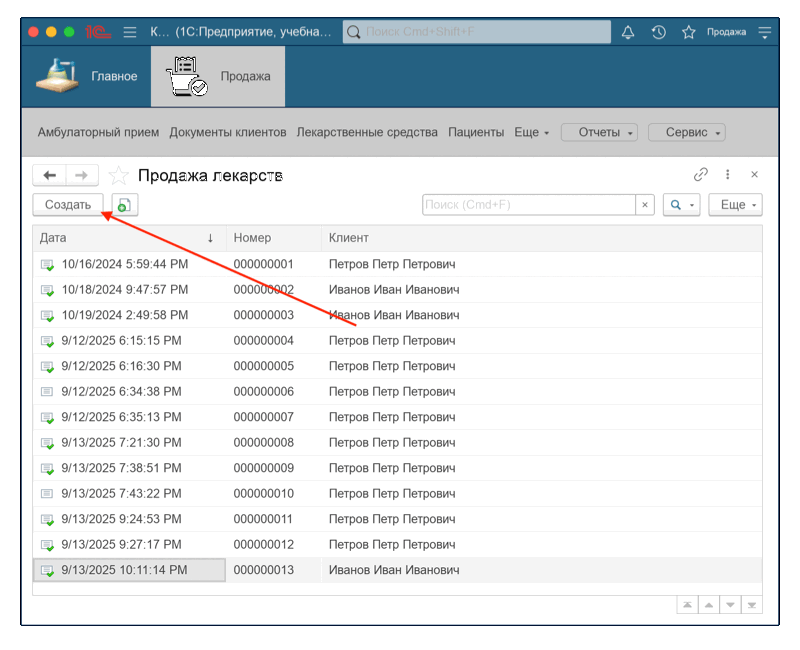 1С К... (1С:Предприятие, учебна... Поиск Cmd+Shift+F Продажа
Главное Продажа
Амбулаторный прием Документы клиентов Лекарственные средства Пациенты Еще Отчеты Сервис
Продажа лекарств
Создать Поиск (Cmd+F) × Еще
Дата ↓ Номер Клиент
10/16/2024 5:59:44 PM 000000001 Петров Петр Петрович
10/18/2024 9:47:57 PM 000000002 Иванов Иван Иванович
10/19/2024 2:49:58 PM 000000003 Иванов Иван Иванович
9/12/2025 6:15:15 PM 000000004 Петров Петр Петрович
9/12/2025 6:16:30 PM 000000005 Петров Петр Петрович
9/12/2025 6:34:38 PM 000000006 Петров Петр Петрович
9/12/2025 6:35:13 PM 000000007 Петров Петр Петрович
9/13/2025 7:21:30 PM 000000008 Петров Петр Петрович
9/13/2025 7:38:51 PM 000000009 Петров Петр Петрович
9/13/2025 7:43:22 PM 000000010 Петров Петр Петрович
9/13/2025 9:24:53 PM 000000011 Петров Петр Петрович
9/13/2025 9:27:17 PM 000000012 Петров Петр Петрович
9/13/2025 10:11:14 PM 000000013 Иванов Иван Иванович